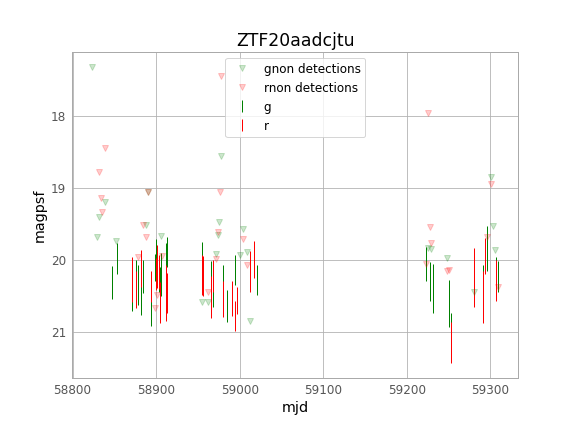 ZTF20aadcjtu
gnon detections
rnon detections
g
r
18
19
20
21
magpsf
58800
58900
59000
59100
59200
59300
mjd